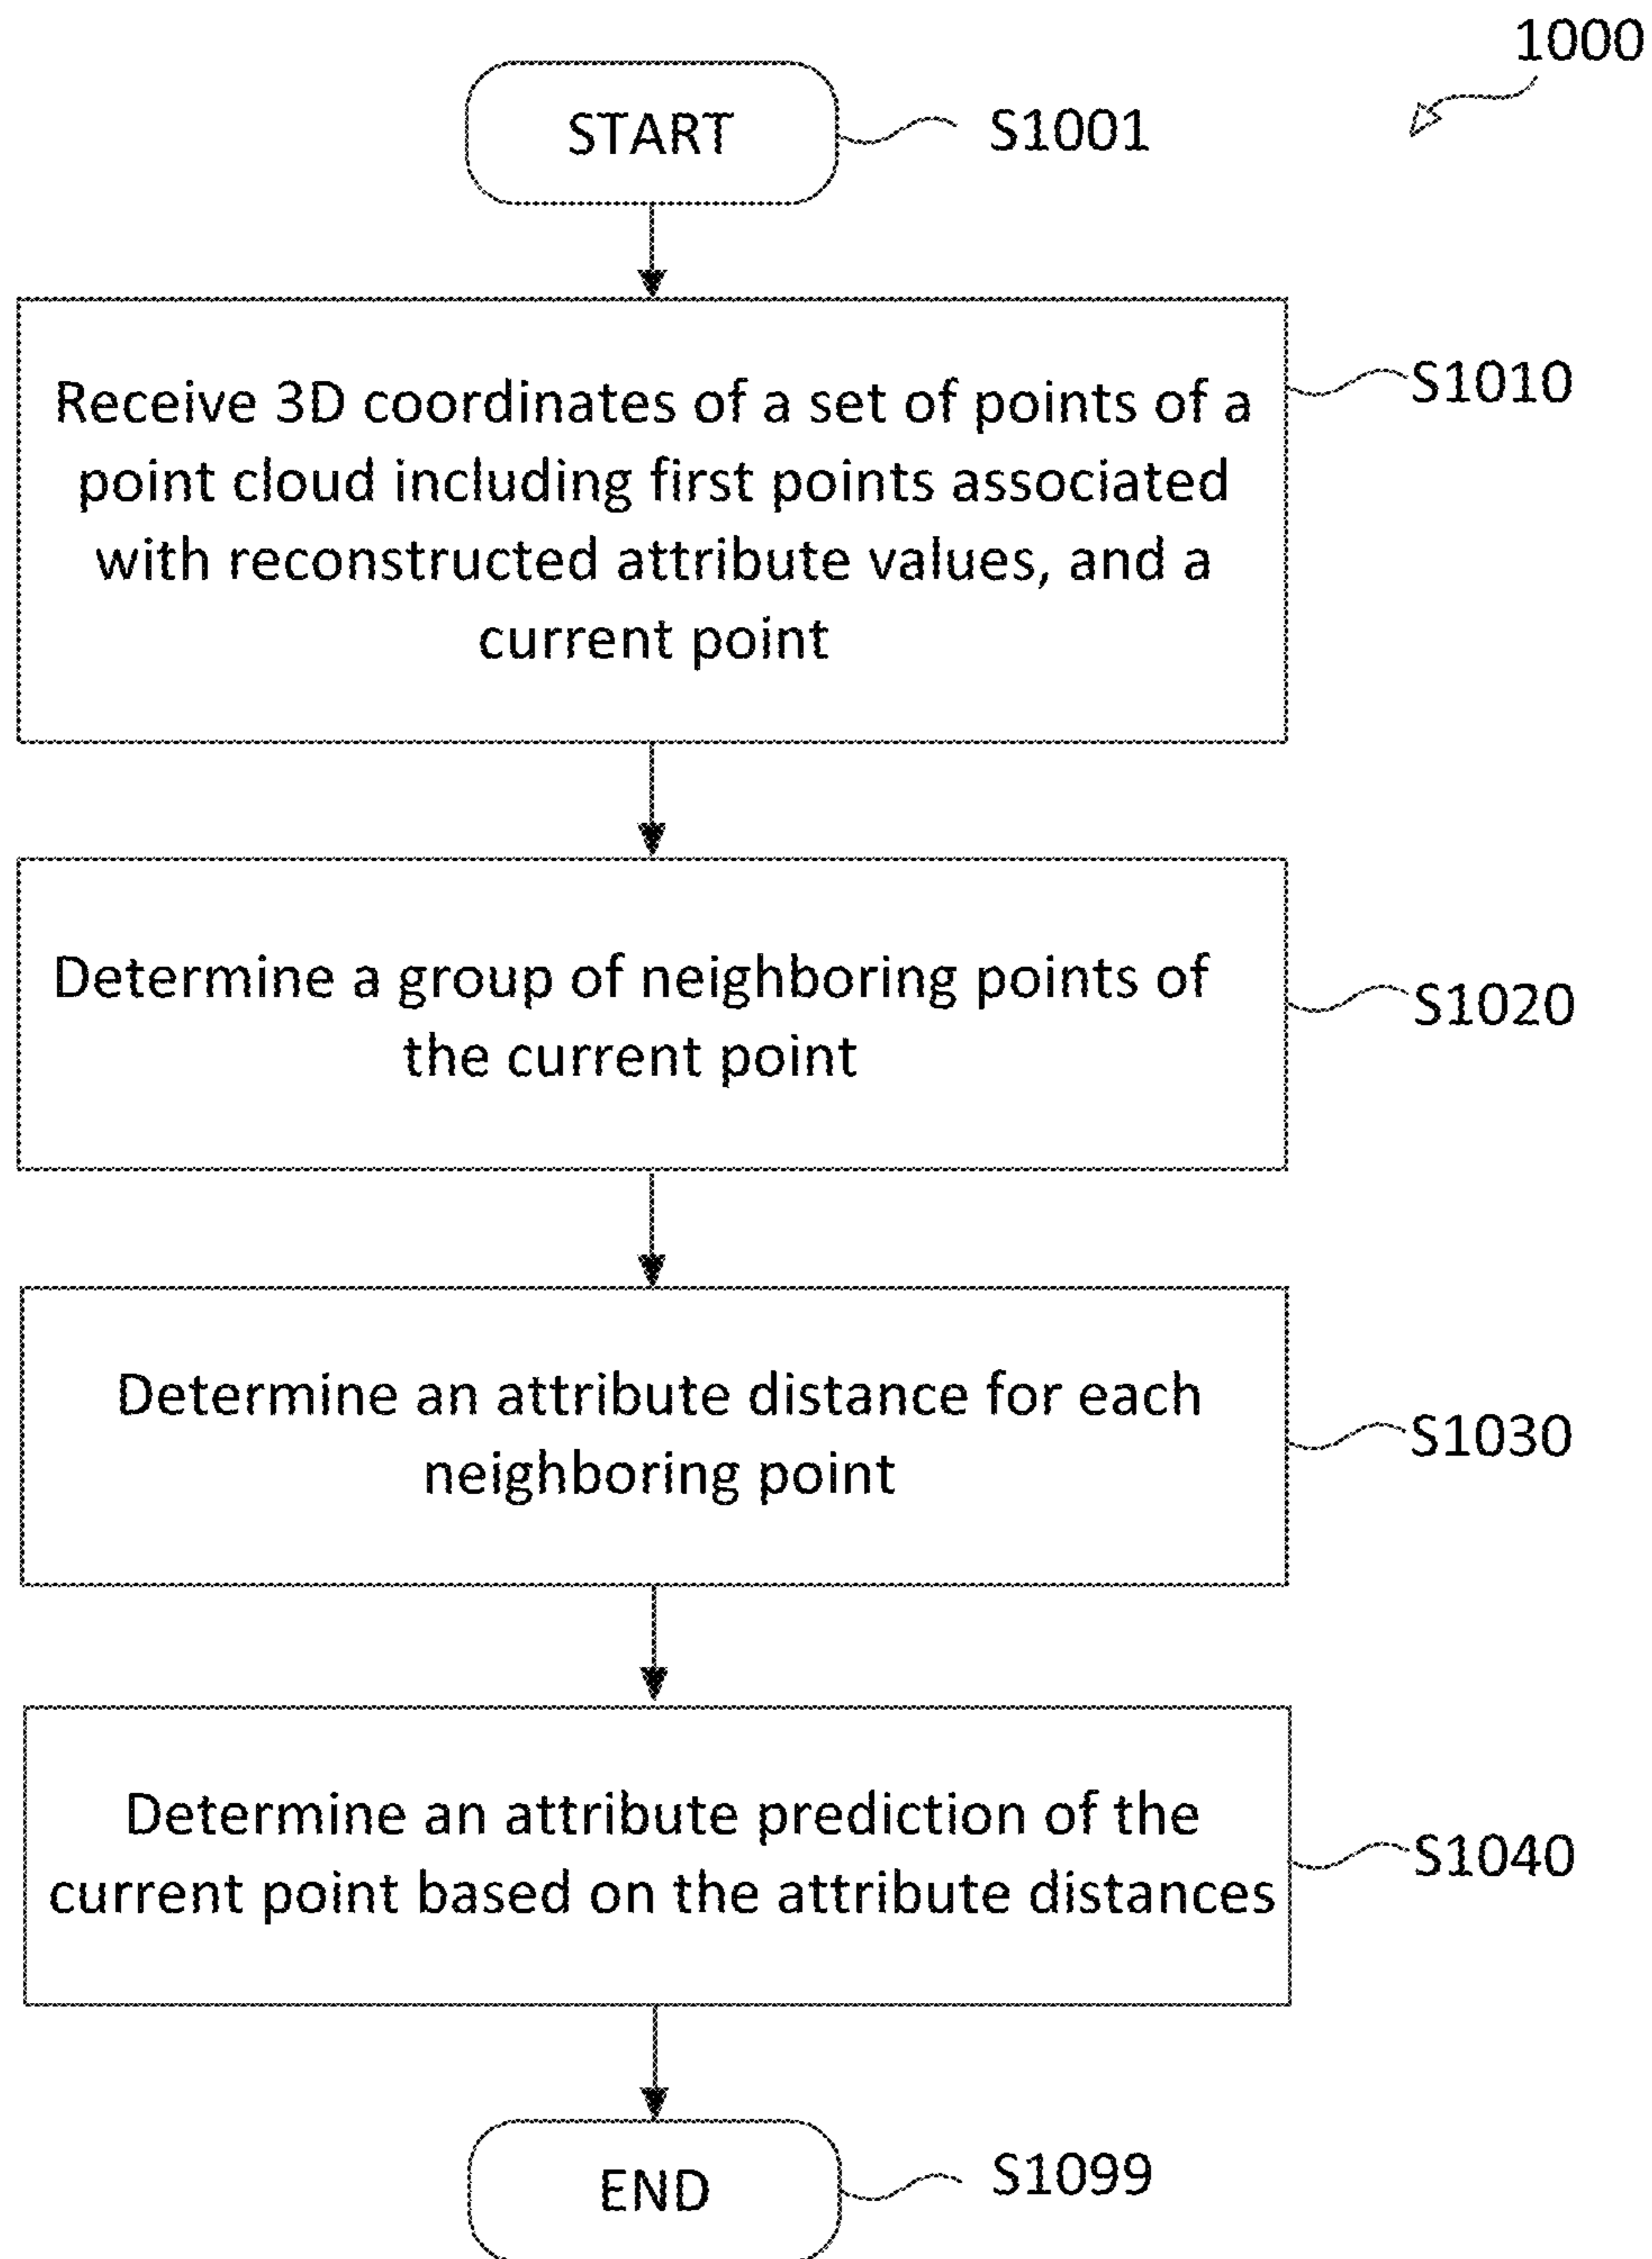 1000
START
S1001
Receive 3D coordinates of a set of points of a
point cloud including first points associated
with reconstructed attribute values, and a
current point
S1010
Determine a group of neighboring points of
the current point
S1020
Determine an attribute distance for each
neighboring point
S1030
Determine an attribute prediction of the
current point based on the attribute distances
S1040
END
S1099